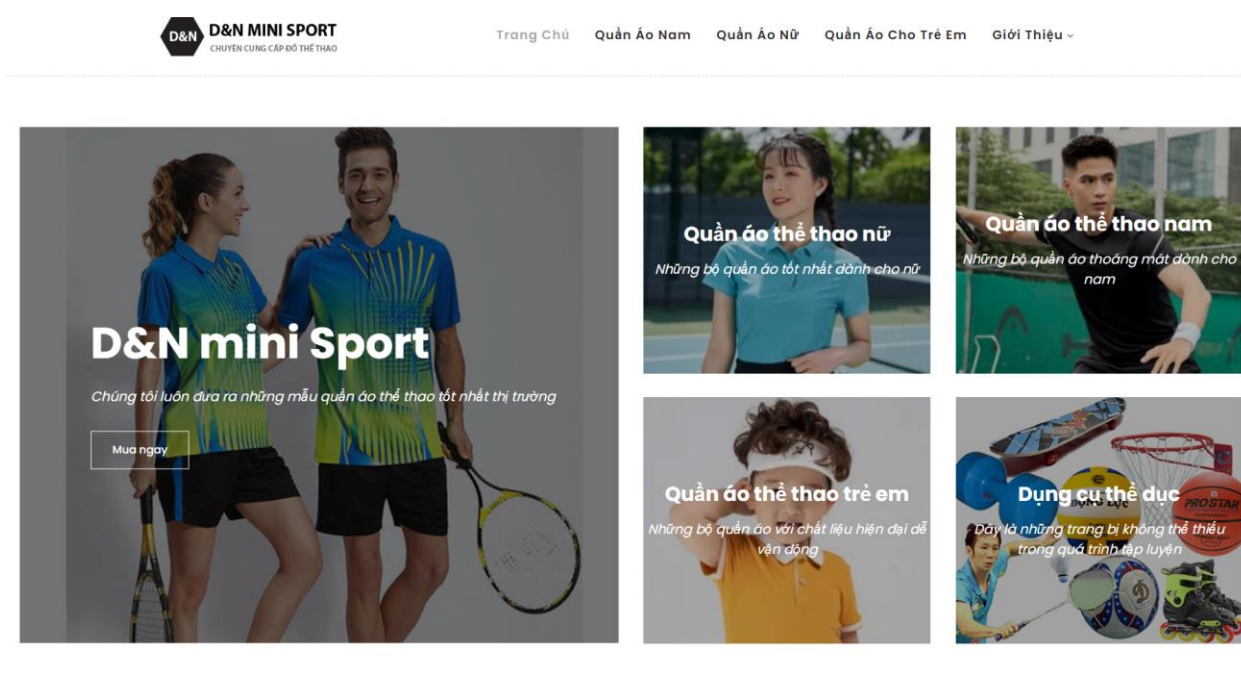 D&N
D&N MINI SPORT
CHUYÊN CUNG CẤP ĐỒ THỂ THAO
Trang Chủ
Quần Áo Nam
Quần Áo Nữ
Quần Áo Cho Trẻ Em
Giới Thiệu
D&N mini Sport
Chúng tôi luôn đưa ra những mẫu quần áo thể thao tốt nhất thị trường
Mua ngay
Quần áo thể thao nữ
Những bộ quần áo tốt nhất dành cho nữ
Quần áo thể thao nam
Những bộ quần áo thoáng mát dành cho
nam
Quần áo thể thao trẻ em
Những bộ quần áo với chất liệu hiện đại dễ
vận động
Dụng cụ thể dục
Đây là những trang bị không thể thiếu
trong quá trình tập luyện
ĐỘNG LỰC
PROSTAR